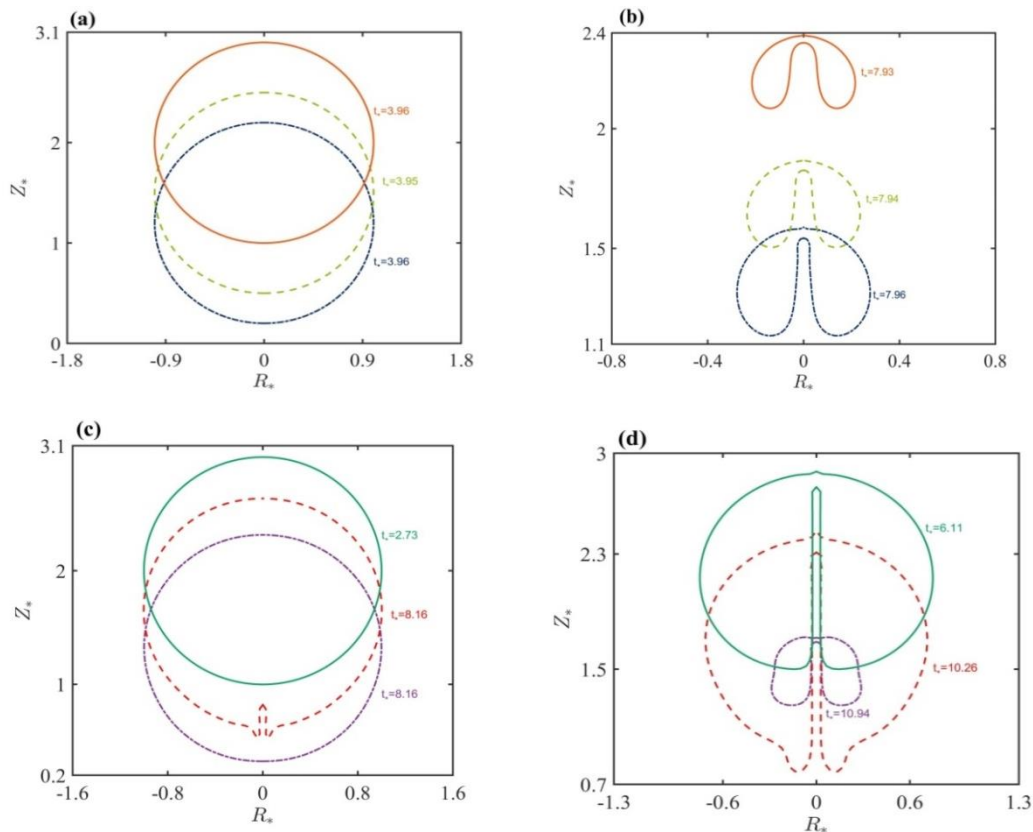 (a)
3.1
2
1
0
Z*
-1.8
-0.9
0
0.9
1.8
R*
t*=3.96
t*=3.95
t*=3.96
(b)
2.4
2
1.5
1.1
Z*
-0.8
-0.4
0
0.4
0.8
R*
t*=7.93
t*=7.94
t*=7.96
(c)
3.1
2
1
0.2
Z*
-1.6
-0.8
0
0.8
1.6
R*
t*=2.73
t*=8.16
t*=8.16
(d)
3
2.3
1.5
0.7
Z*
-1.3
-0.6
0
0.6
1.3
R*
t*=6.11
t*=10.26
t*=10.94